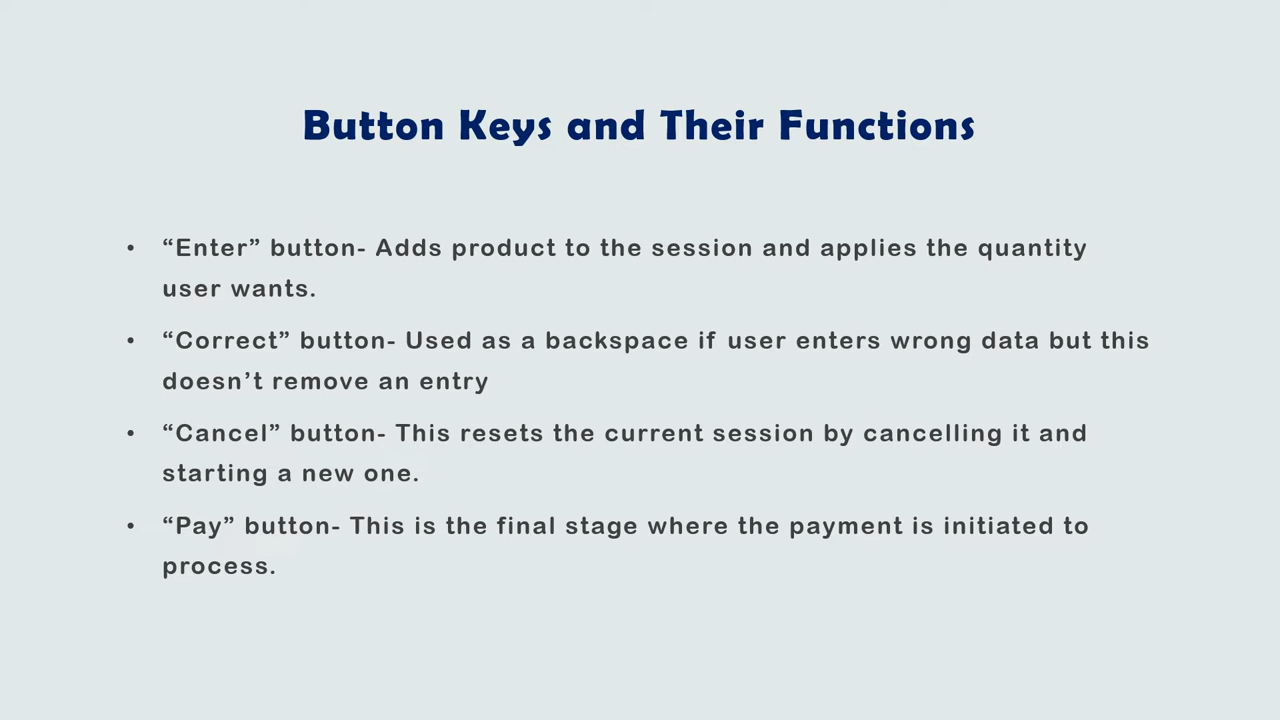 Button Keys and Their Functions
• “Enter” button- Adds product to the session and applies the quantity
user wants.
• “Correct” button- Used as a backspace if user enters wrong data but this
doesn’t remove an entry
• “Cancel” button- This resets the current session by cancelling it and
starting a new one.
• “Pay” button- This is the final stage where the payment is initiated to
process.